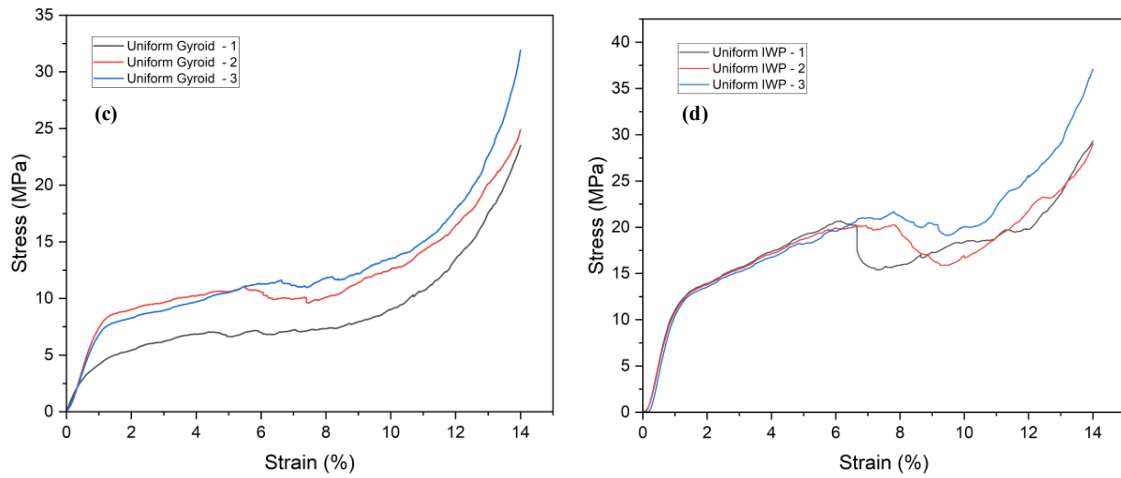 35
30
25
20
15
10
5
0
Stress (MPa)
Uniform Gyroid - 1
Uniform Gyroid - 2
Uniform Gyroid - 3
(c)
0 2 4 6 8 10 12 14
Strain (%)
40
35
30
25
20
15
10
5
0
Stress (MPa)
Uniform IWP - 1
Uniform IWP - 2
Uniform IWP - 3
(d)
0 2 4 6 8 10 12 14
Strain (%)